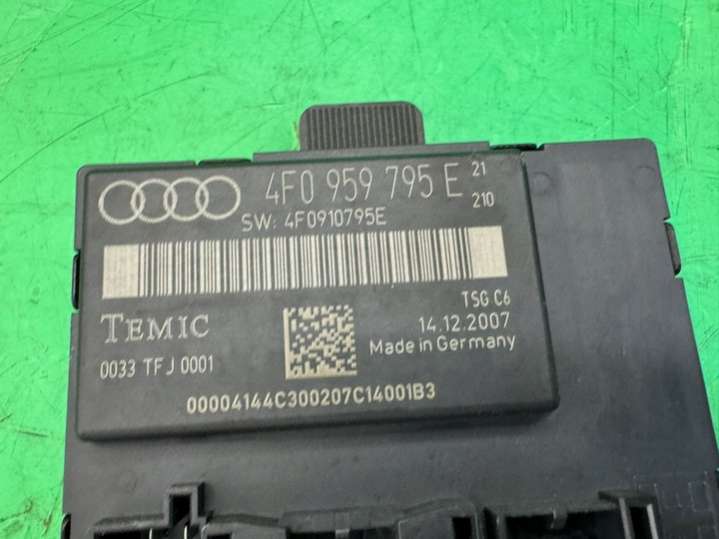 4F0 959 795 E 21
210
SW: 4F0910795E
TSG C6
TEMIC 14.12.2007
Made in Germany
0033 TFJ 0001
00004144C300207C14001B3